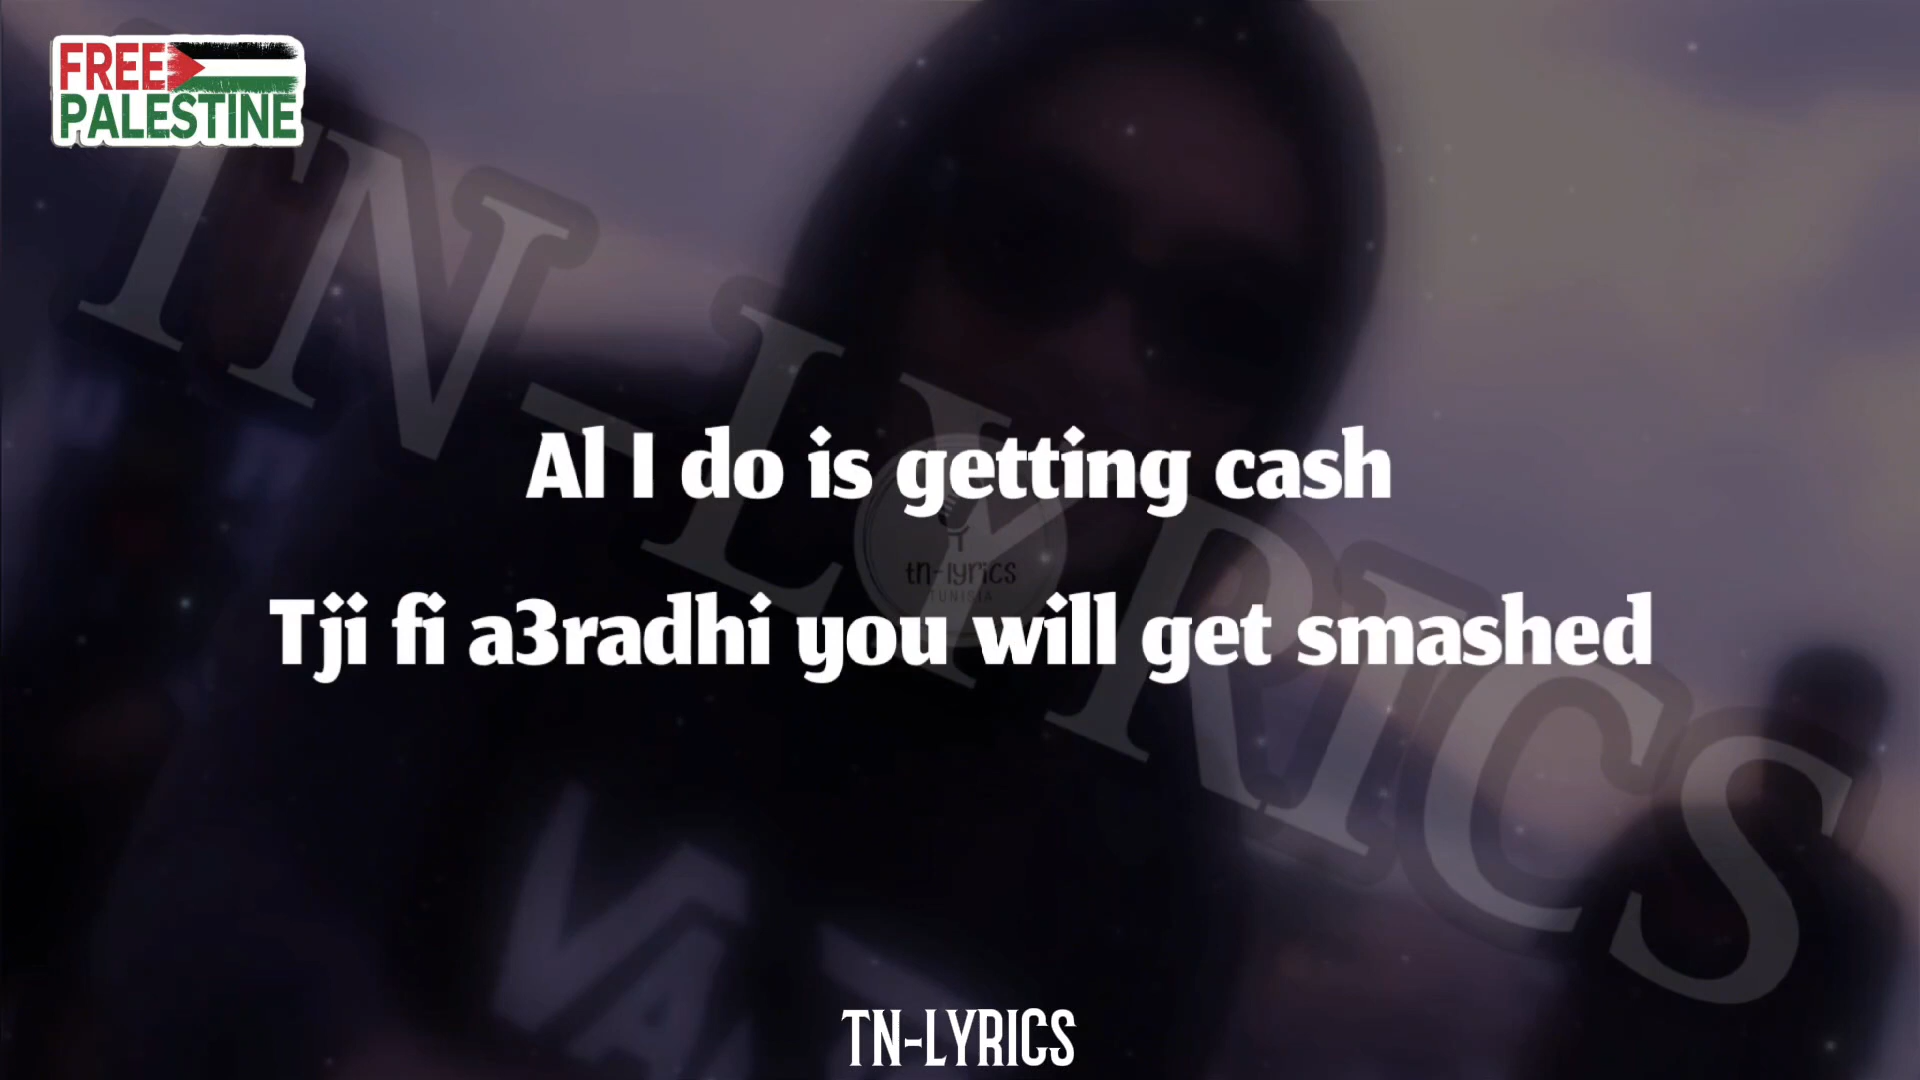 FREE
PALESTINE
TN-LYRICS
Al I do is getting cash
tn-lyrics
TUNISIA
Tji fi a3radhi you will get smashed
TN-LYRICS